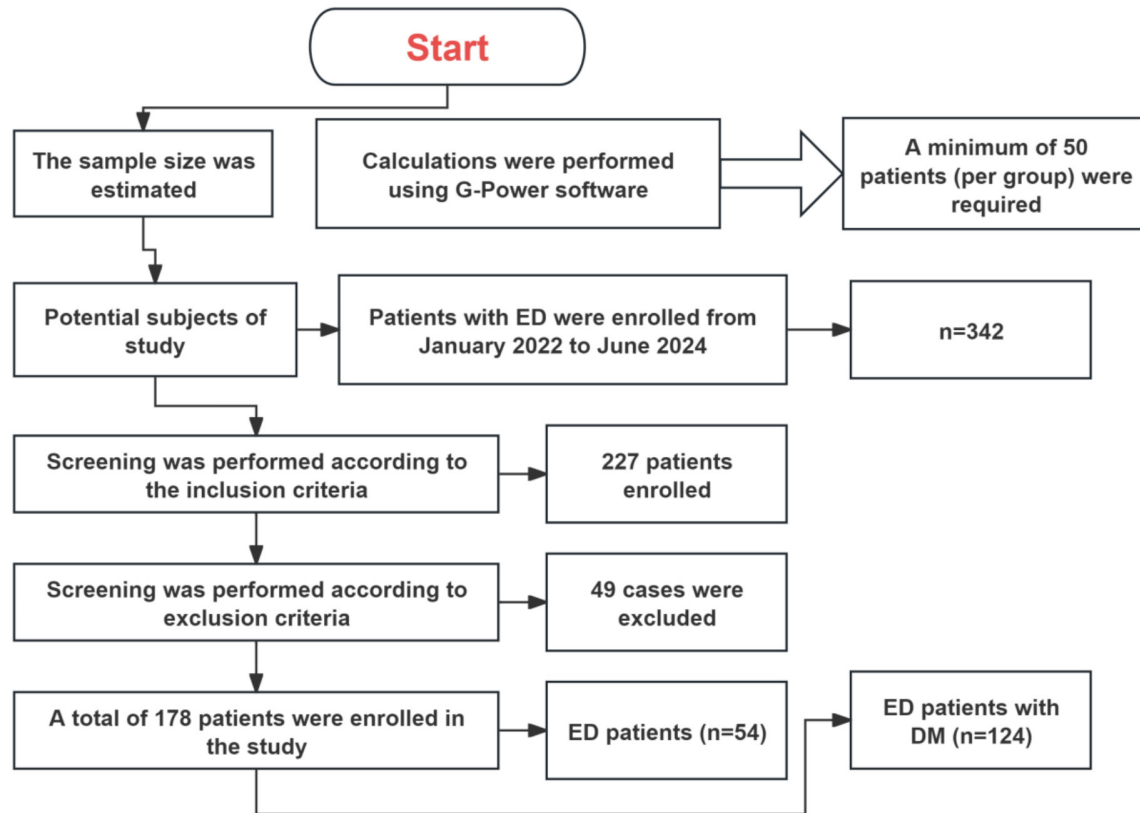 Start
The sample size was
estimated
Calculations were performed
using G-Power software
A minimum of 50
patients (per group) were
required
Potential subjects of
study
Patients with ED were enrolled from
January 2022 to June 2024
n=342
Screening was performed according to
the inclusion criteria
227 patients
enrolled
Screening was performed according to
exclusion criteria
49 cases were
excluded
A total of 178 patients were enrolled in
the study
ED patients (n=54)
ED patients with
DM (n=124)